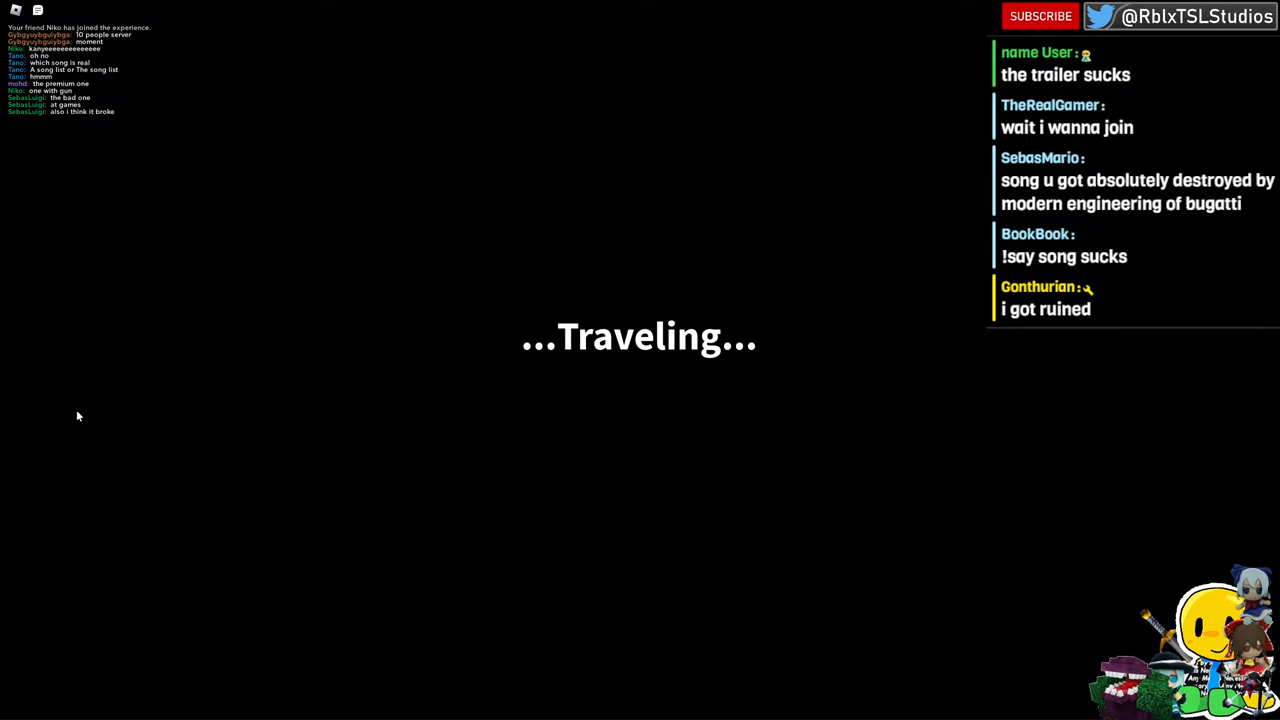 Your friend Niko has joined the experience.
Gybgyuybguiybga: 10 people server
Gybgyuybguiybga: moment
Niko: kanyeeeeeeeeeeeee
Tano: oh no
Tano: which song is real
Tano: A song list or The song list
Tano: hmmm
mohd: the premium one
Niko: one with gun
SebasLuigi: the bad one
SebasLuigi: at games
SebasLuigi: also i think it broke
...Traveling...
SUBSCRIBE
@RblxTSLStudios
name User:
the trailer sucks
TheRealGamer:
wait i wanna join
SebasMario:
song u got absolutely destroyed by
modern engineering of bugatti
BookBook:
!say song sucks
Gonthurian:
i got ruined